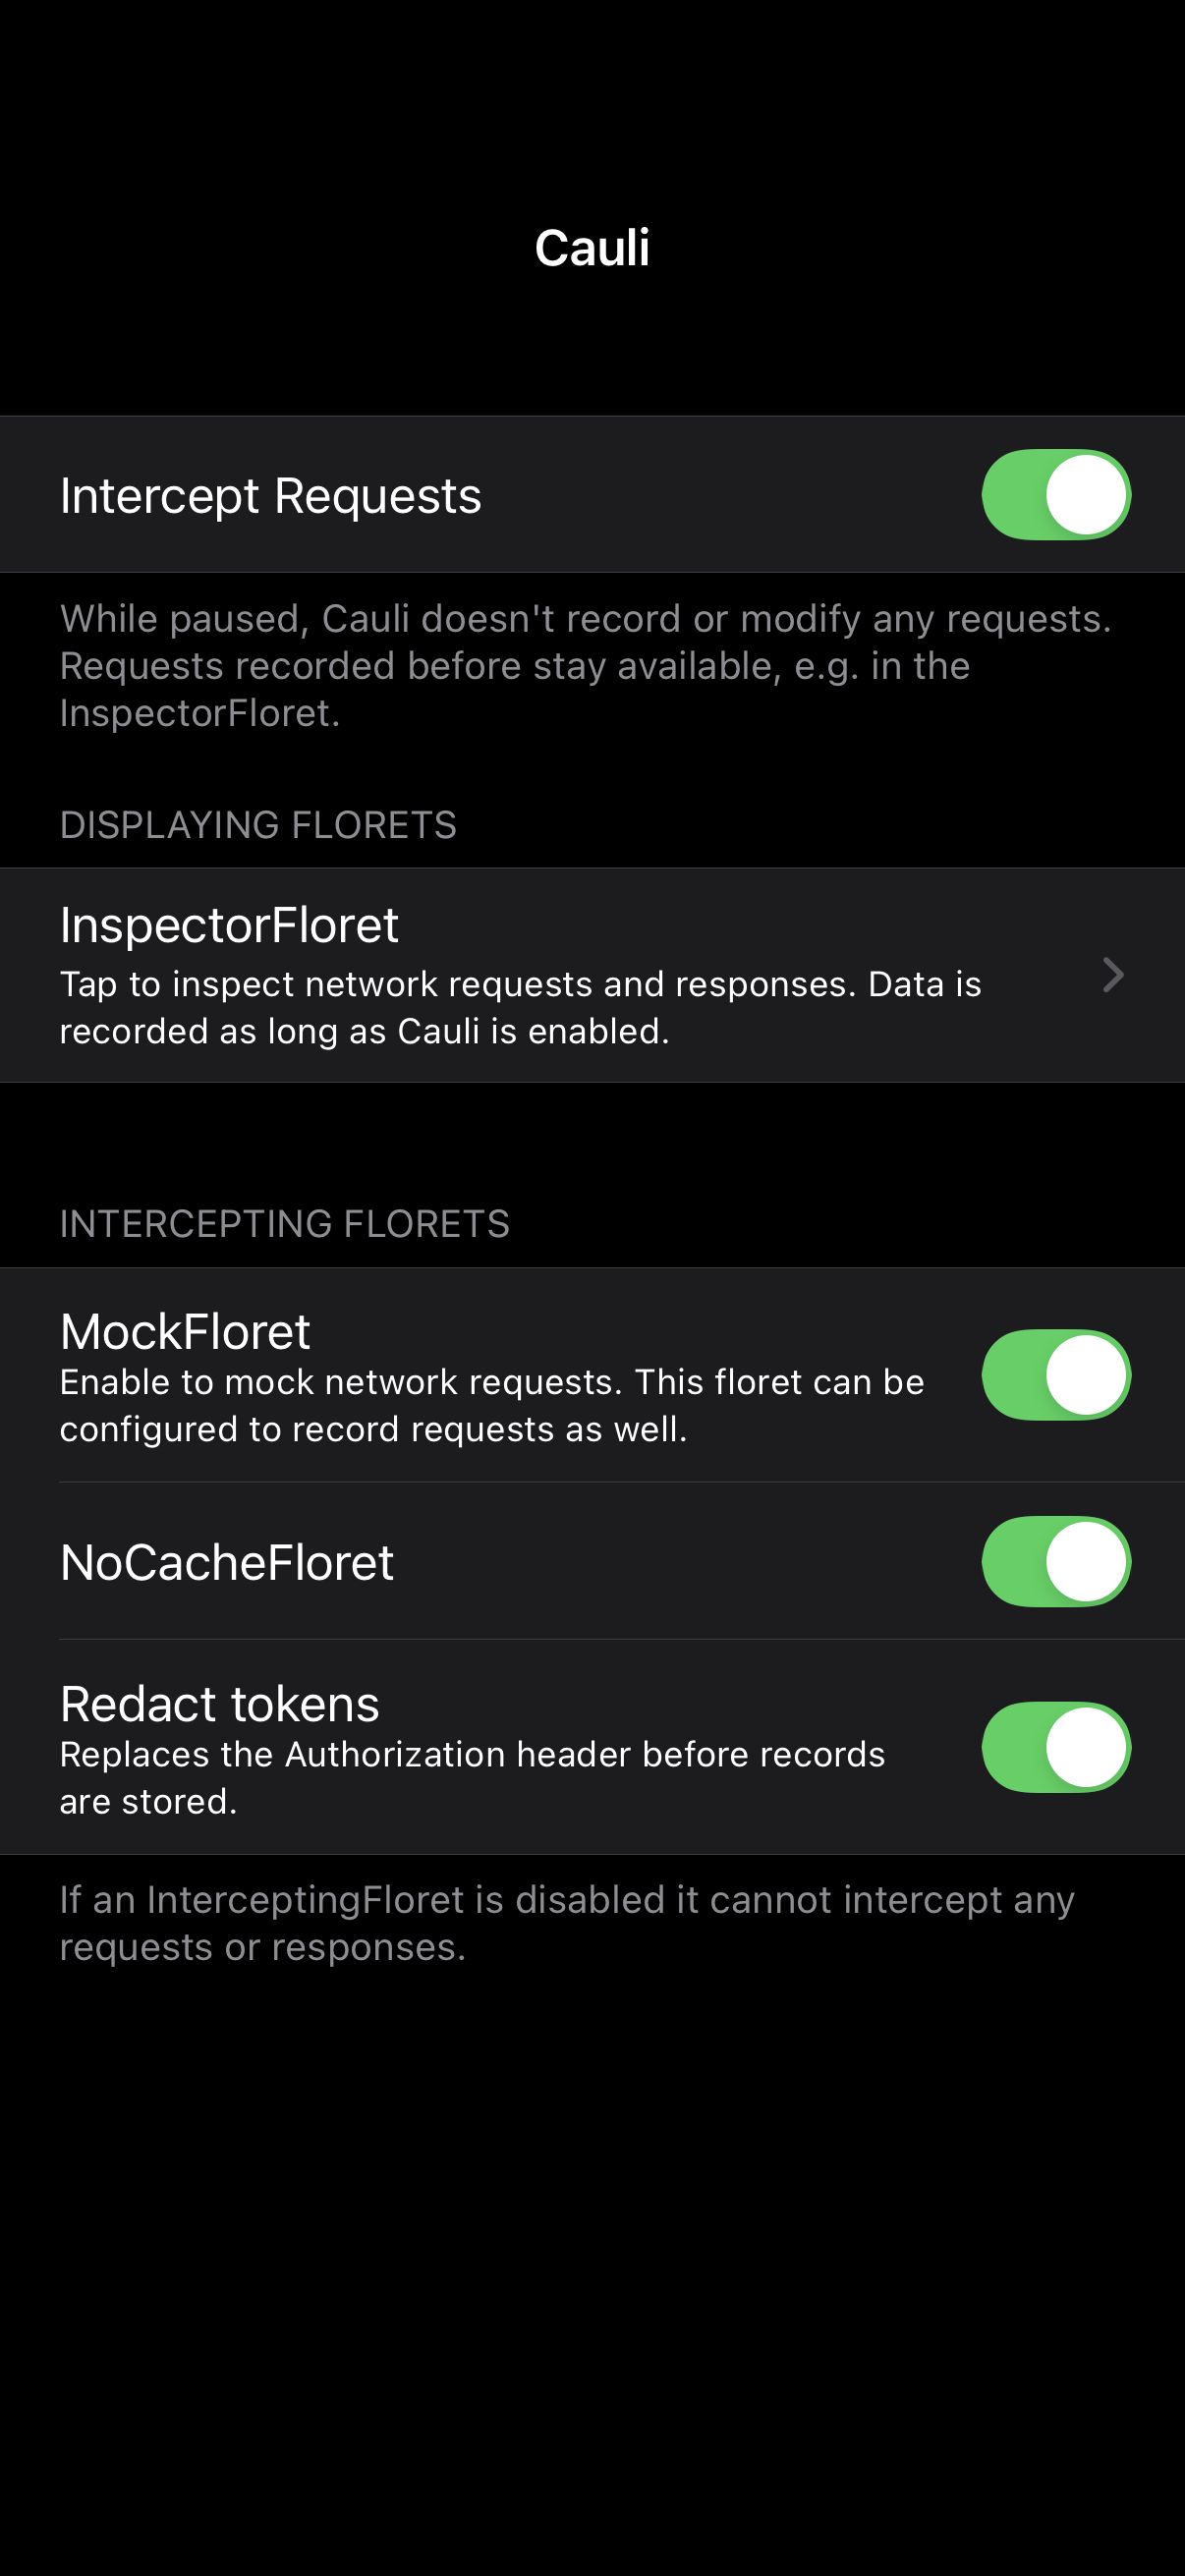 Cauli
Intercept Requests
While paused, Cauli doesn't record or modify any requests.
Requests recorded before stay available, e.g. in the
InspectorFloret.
DISPLAYING FLORETS
InspectorFloret
Tap to inspect network requests and responses. Data is
recorded as long as Cauli is enabled.
INTERCEPTING FLORETS
MockFloret
Enable to mock network requests. This floret can be
configured to record requests as well.
NoCacheFloret
Redact tokens
Replaces the Authorization header before records
are stored.
If an InterceptingFloret is disabled it cannot intercept any
requests or responses.